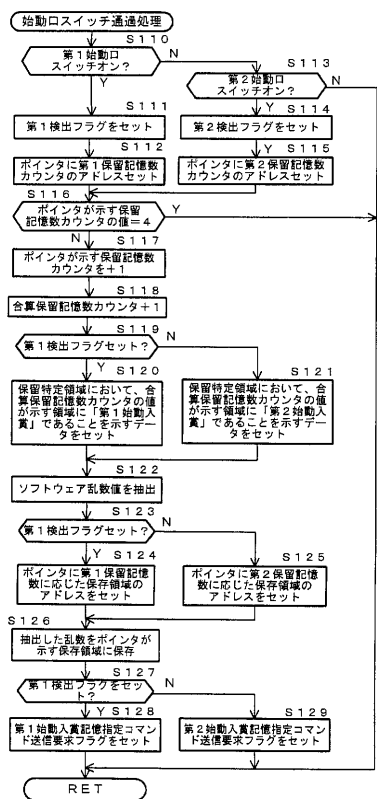 始動口スイッチ通過処理
S110
第1始動口
スイッチオン?
N
Y
S113
第2始動口
スイッチオン?
N
Y
S111
第1検出フラグをセット
S114
第2検出フラグをセット
S112
ポインタに第1保留記憶数
カウンタのアドレスセット
S115
ポインタに第2保留記憶数
カウンタのアドレスセット
S116
ポインタが示す保留
記憶数カウンタの値=4
Y
N
S117
ポインタが示す保留記憶数
カウンタを+1
S118
合算保留記憶数カウンタ+1
S119
第1検出フラグセット?
N
Y
S120
保留特定領域において、合
算保留記憶数カウンタの値
が示す領域に「第1始動入
賞」であることを示すデー
タをセット
S121
保留特定領域において、合
算保留記憶数カウンタの値
が示す領域に「第2始動入
賞」であることを示すデー
タをセット
S122
ソフトウェア乱数値を抽出
S123
第1検出フラグセット?
N
Y
S124
ポインタに第1保留記憶
数に応じた保存領域の
アドレスをセット
S125
ポインタに第2保留記憶
数に応じた保存領域の
アドレスをセット
S126
抽出した乱数をポインタが
示す保存領域に保存
S127
第1検出フラグをセッ
ト?
N
Y
S128
第1始動入賞記憶指定コマン
ド送信要求フラグをセット
S129
第2始動入賞記憶指定コマン
ド送信要求フラグをセット
RET